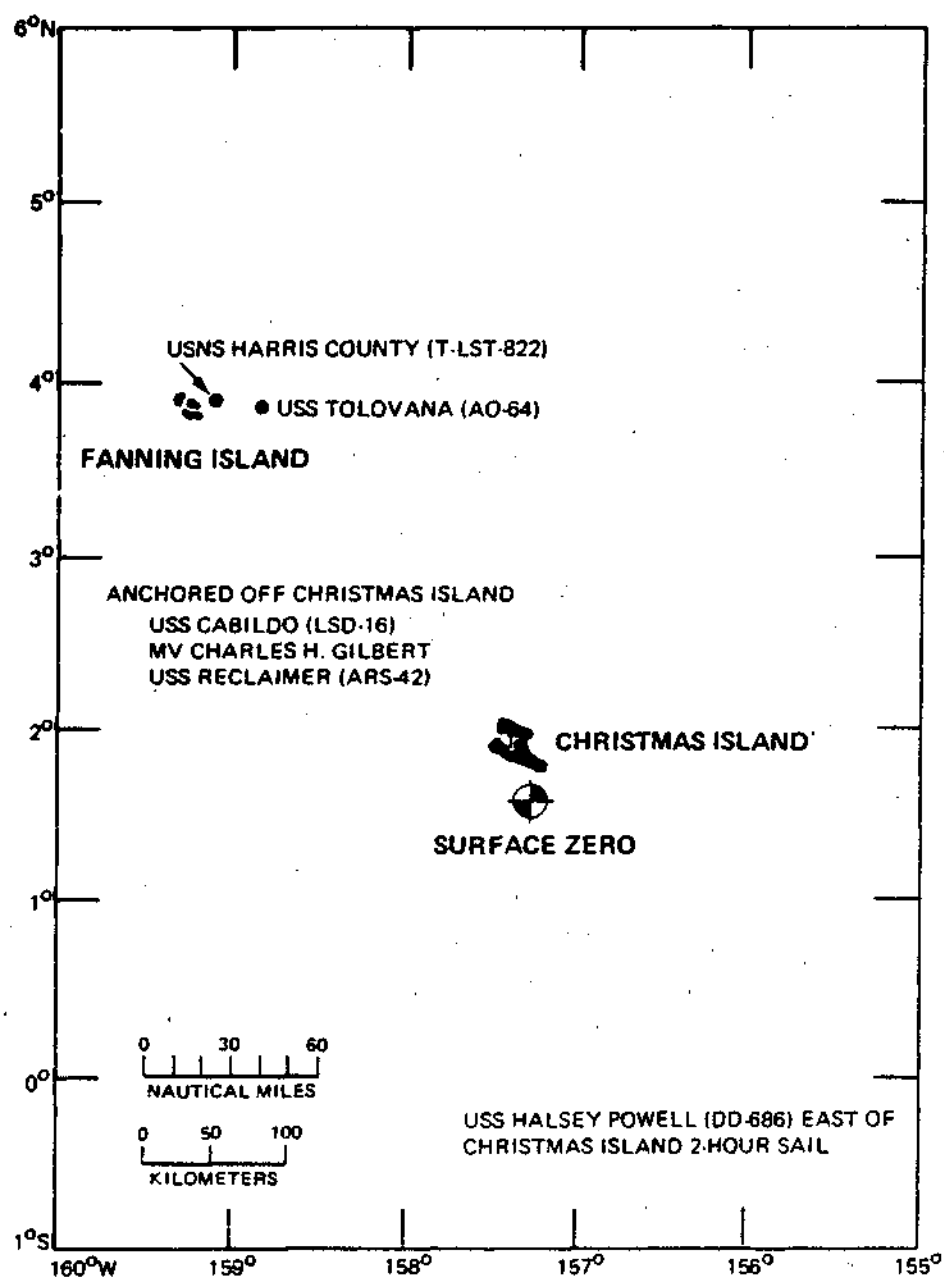 6°N
5°
USNS HARRIS COUNTY (T-LST-822)
4°
USS TOLOVANA (AO-64)
FANNING ISLAND
3°
ANCHORED OFF CHRISTMAS ISLAND
USS CABILDO (LSD-16)
MV CHARLES H. GILBERT
USS RECLAIMER (ARS-42)
2°
CHRISTMAS ISLAND
SURFACE ZERO
1°
0 30 60
NAUTICAL MILES
0°
0 50 100
KILOMETERS
USS HALSEY POWELL (DD-686) EAST OF
CHRISTMAS ISLAND 2-HOUR SAIL
1°S
160°W 159° 158° 157° 156° 155°